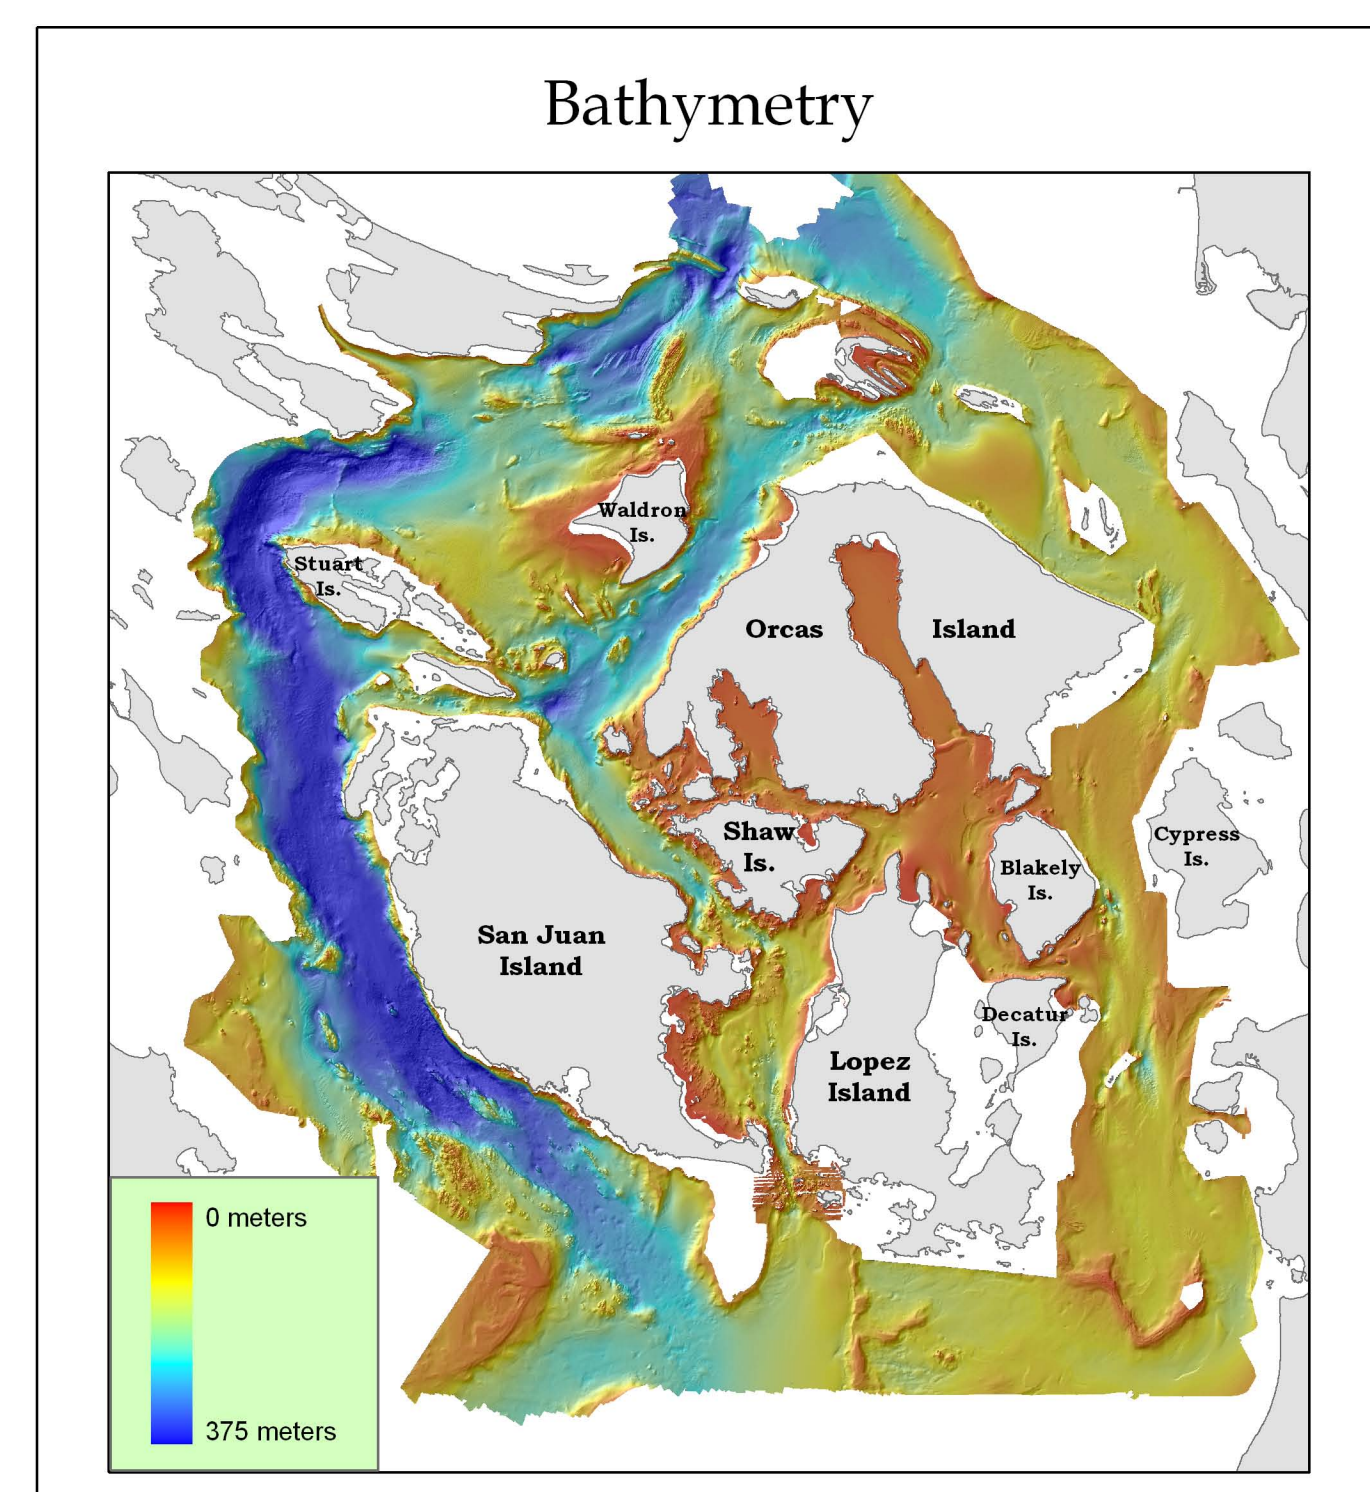 Bathymetry
Waldron
Is.
Stuart
Is.
Orcas Island
Shaw
Is.
Cypress
Is.
Blakely
Is.
San Juan
Island
Decatur
Is.
Lopez
Island
0 meters
375 meters